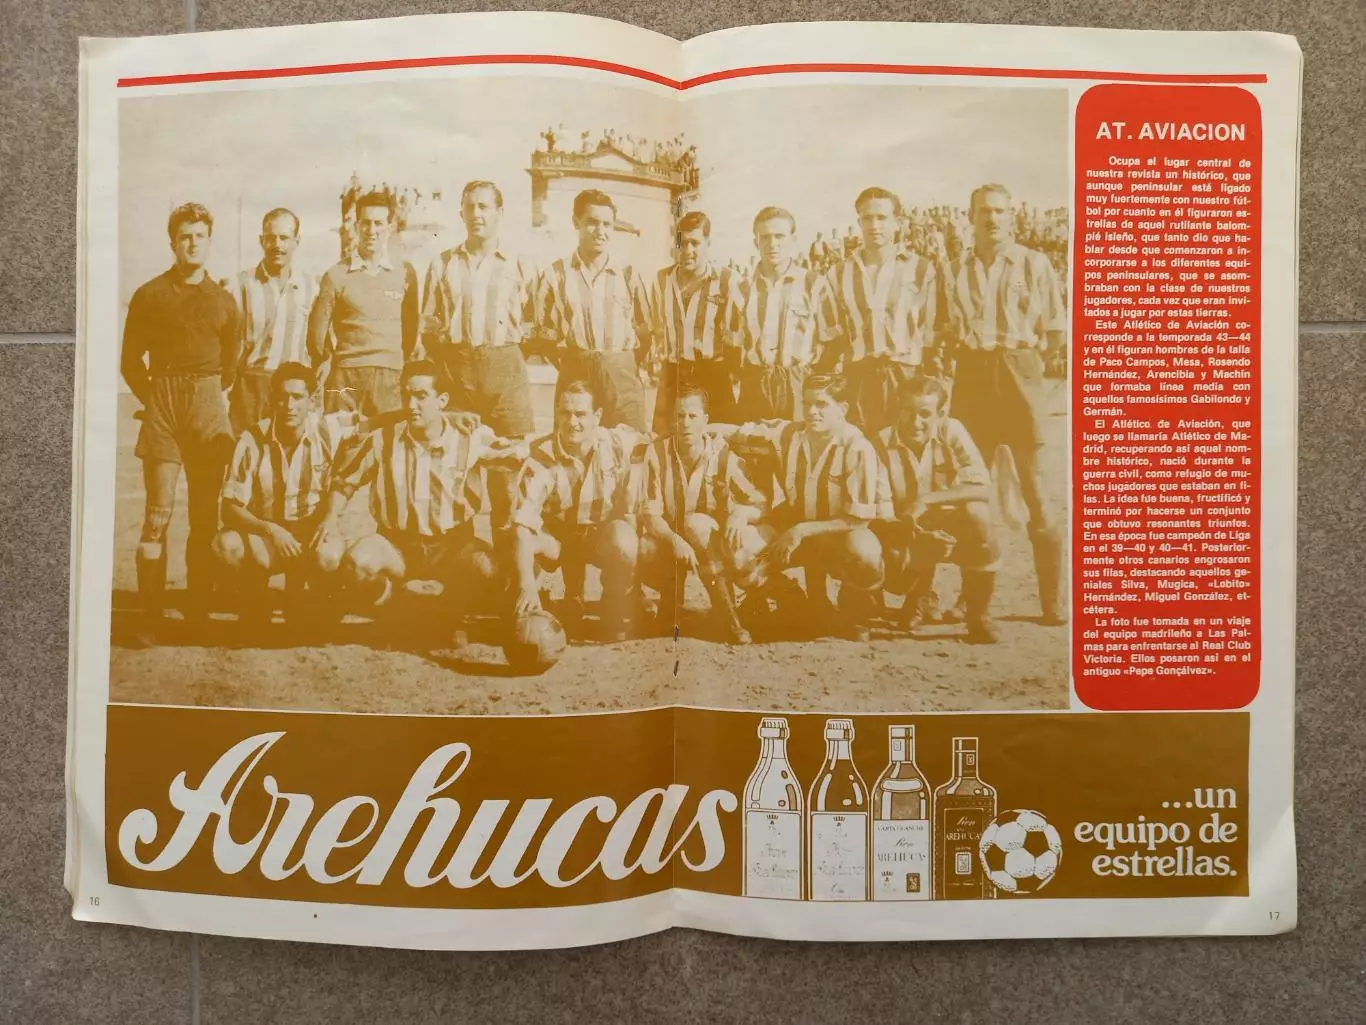 AT. AVIACION
Ocupa el lugar central de
nuestra revista un histórico, que
aunque peninsular está ligado
muy fuertemente con nuestro fút-
bol por cuanto en él figuraron es-
trellas de aquel rutilante balom-
pié isleño, que tanto dio que ha-
blar desde que comenzaron a in-
corporarse a los diferentes equi-
pos peninsulares, que se asom-
braban con la clase de nuestros
jugadores, cada vez que eran invi-
tados a jugar por estas tierras.
Este Atlético de Aviación co-
rresponde a la temporada 43—44
y en él figuran hombres de la talla
de Paco Campos, Mesa, Rosendo
Hernández, Arencibia y Machín
que formaba línea media con
aquellos famosísimos Gabilondo y
Germán.
El Atlético de Aviación, que
luego se llamaría Atlético de Ma-
drid, recuperando así aquel nom-
bre histórico, nació durante la
guerra civil, como refugio de mu-
chos jugadores que estaban en fi-
las. La idea fue buena, fructificó y
terminó por hacerse un conjunto
que obtuvo resonantes triunfos.
En esa época fue campeón de Liga
en el 39—40 y 40—41. Posterior-
mente otros canarios engrosaron
sus filas, destacando aquellos ge-
niales Silva, Mugica, «Lobito»
Hernández, Miguel González, et-
cétera.
La foto fue tomada en un viaje
del equipo madrileño a Las Pal-
mas para enfrentarse al Real Club
Victoria. Ellos posaron así en el
antiguo «Pepe Gonçálvez».
Arehucas
CARTA BLANCA
Ron
AREHUCAS
Ron
AREHUCAS
...un
equipo de
estrellas.
16
17